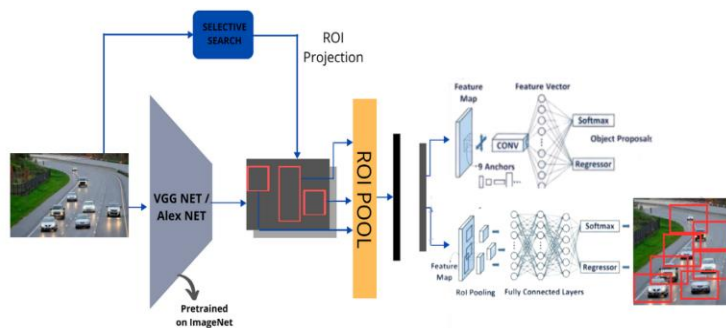 SELECTIVE
SEARCH
ROI
Projection
VGG NET /
Alex NET
Pretrained
on ImageNet
ROI POOL
Feature
Map
Feature Vector
CONV
9 Anchors
...
Softmax
Object Proposals
Regressor
Feature
Map
RoI Pooling
Fully Connected Layers
Softmax
Regressor